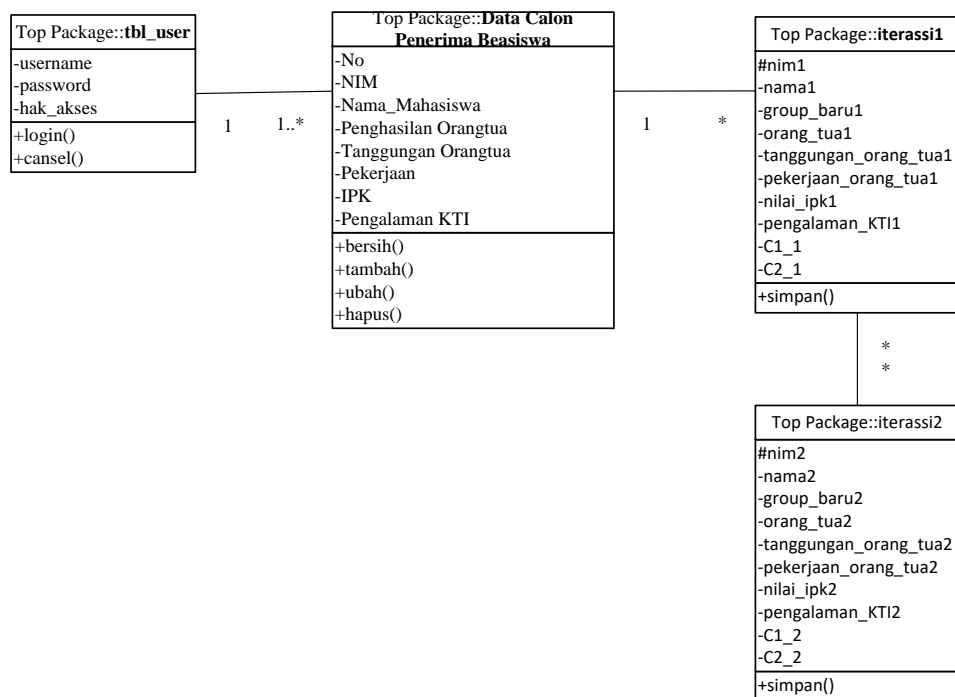 Top Package::tbl_user
-username
-password
-hak_akses
+login()
+cansel()
1
1..*
Top Package::Data Calon
Penerima Beasiswa
-No
-NIM
-Nama_Mahasiswa
-Penghasilan Orangtua
-Tanggungan Orangtua
-Pekerjaan
-IPK
-Pengalaman KTI
+bersih()
+tambah()
+ubah()
+hapus()
1
*
Top Package::iterassi1
#nim1
-nama1
-group_baru1
-orang_tua1
-tanggungan_orang_tua1
-pekerjaan_orang_tua1
-nilai_ipk1
-pengalaman_KTI1
-C1_1
-C2_1
+simpan()
*
*
Top Package::iterassi2
#nim2
-nama2
-group_baru2
-orang_tua2
-tanggungan_orang_tua2
-pekerjaan_orang_tua2
-nilai_ipk2
-pengalaman_KTI2
-C1_2
-C2_2
+simpan()